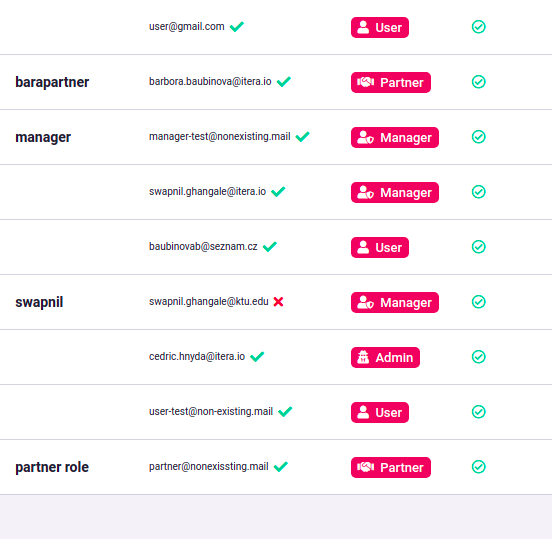 user@gmail.com User
barapartner barbora.baubinova@itera.io Partner
manager manager-test@nonexisting.mail Manager
swapnil.ghangale@itera.io Manager
baubinovab@seznam.cz User
swapnil swapnil.ghangale@ktu.edu Manager
cedric.hnyda@itera.io Admin
user-test@non-existing.mail User
partner role partner@nonexissting.mail Partner